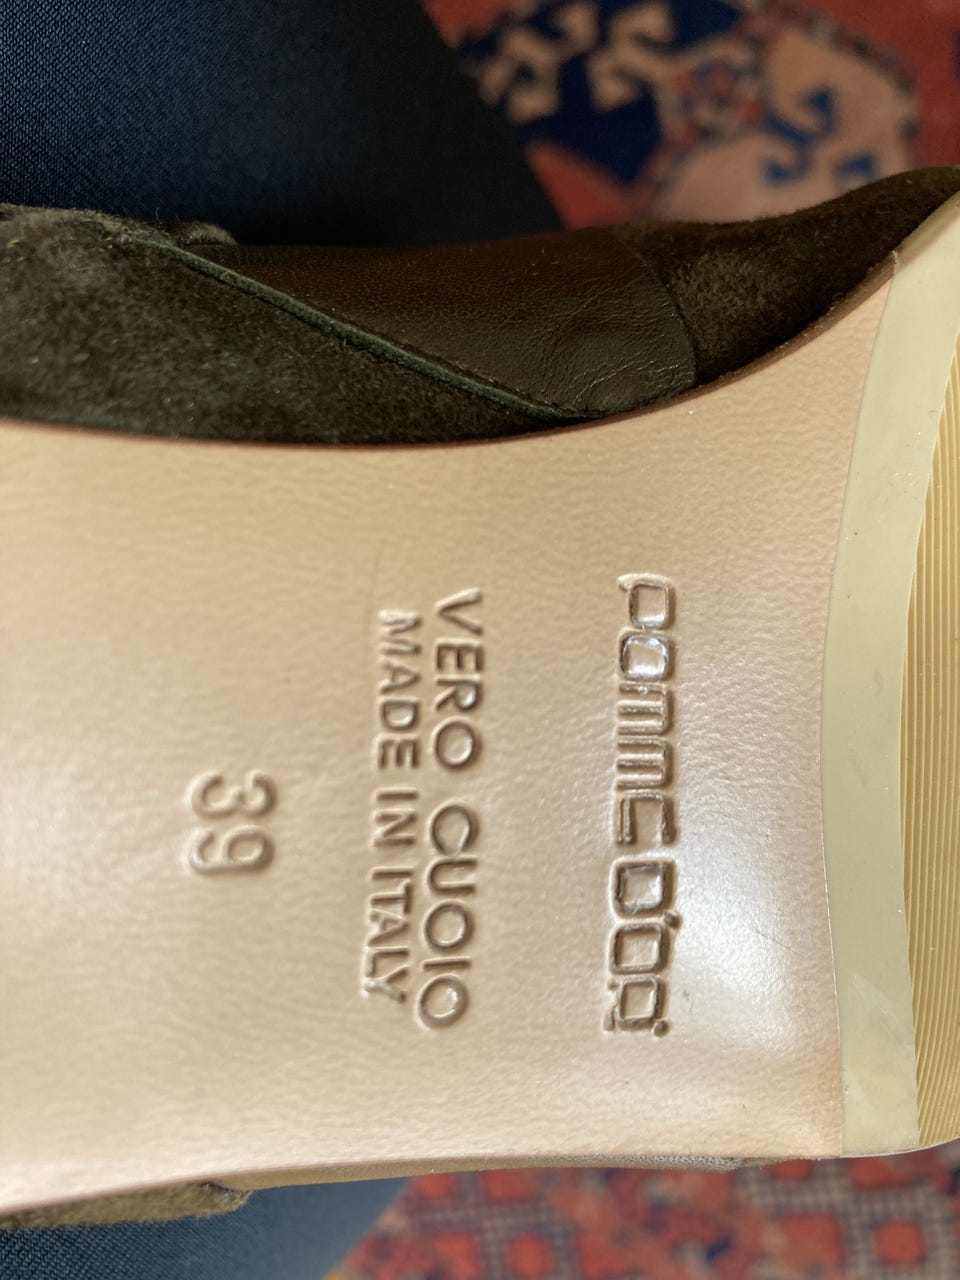 pomme D'or
VERO CUOIO
MADE IN ITALY
39